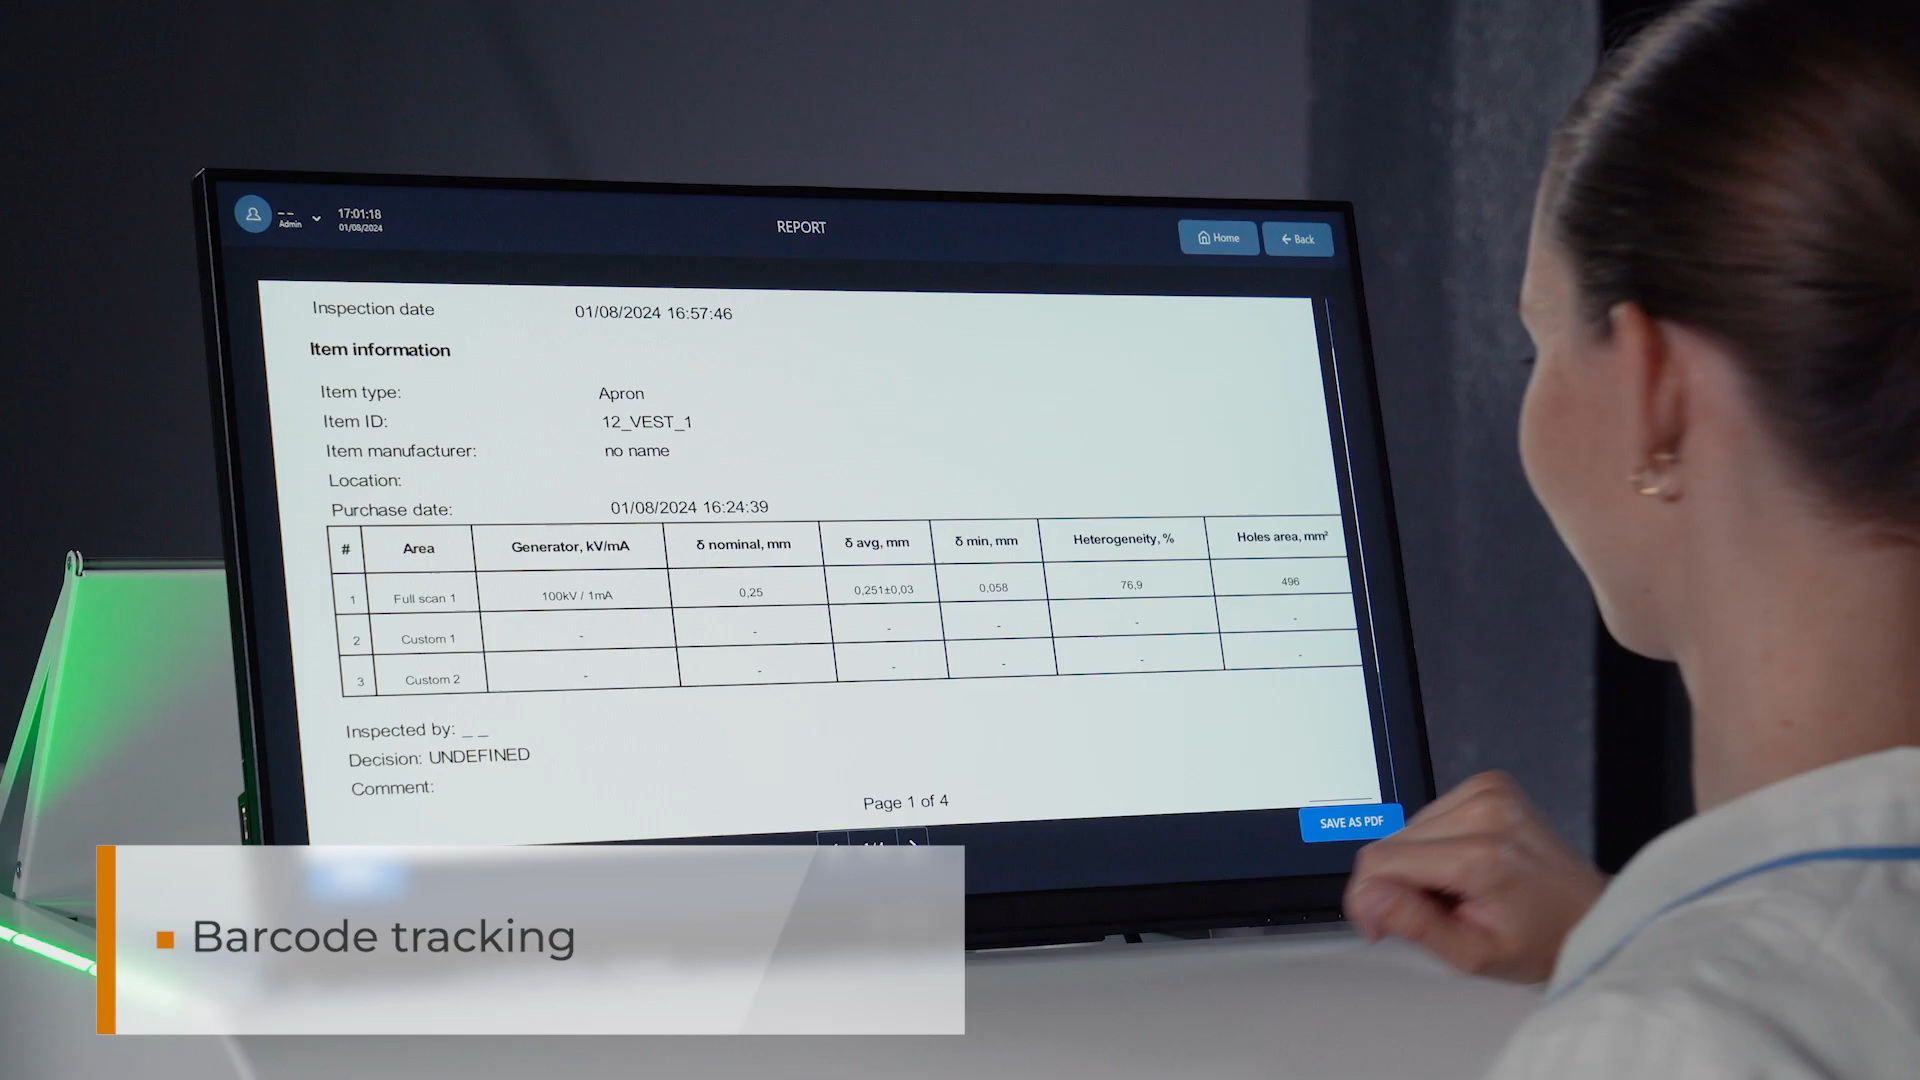 -- Admin
17:01:18
01/08/2024
REPORT
Home
Back
Inspection date 01/08/2024 16:57:46
Item information
Item type: Apron
Item ID: 12_VEST_1
Item manufacturer: no name
Location:
Purchase date: 01/08/2024 16:24:39
# Area Generator, kV/mA δ nominal, mm δ avg, mm δ min, mm Heterogeneity, % Holes area, mm²
1 Full scan 1 100kV / 1mA 0,25 0,251±0,03 0,058 76,9 496
2 Custom 1 - - - - - -
3 Custom 2 - - - - - -
Inspected by: _ _
Decision: UNDEFINED
Comment:
Page 1 of 4
SAVE AS PDF
Barcode tracking